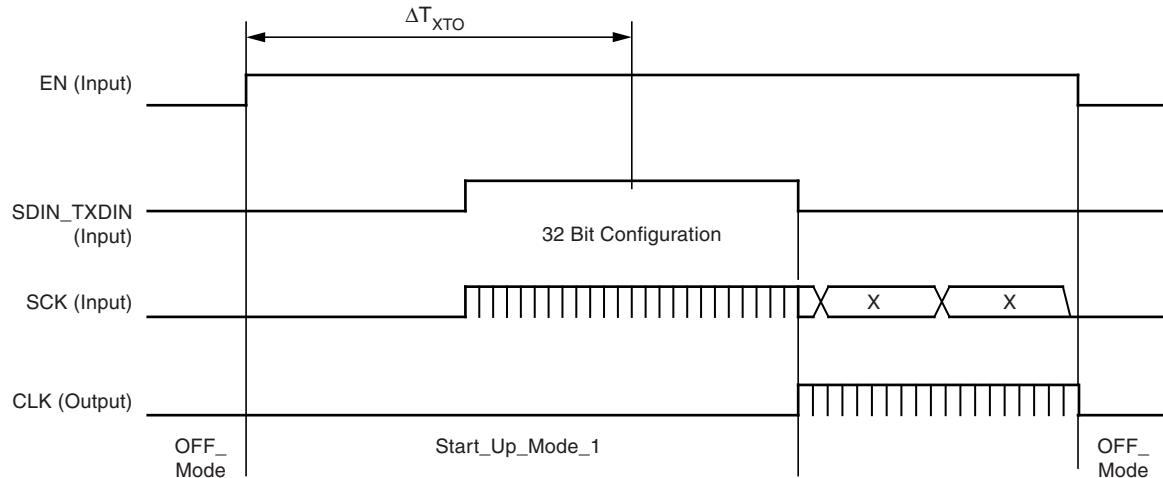 ΔT_XTO
EN (Input)
SDIN_TXDIN
(Input)
32 Bit Configuration
SCK (Input)
X
X
CLK (Output)
OFF_
Mode
Start_Up_Mode_1
OFF_
Mode